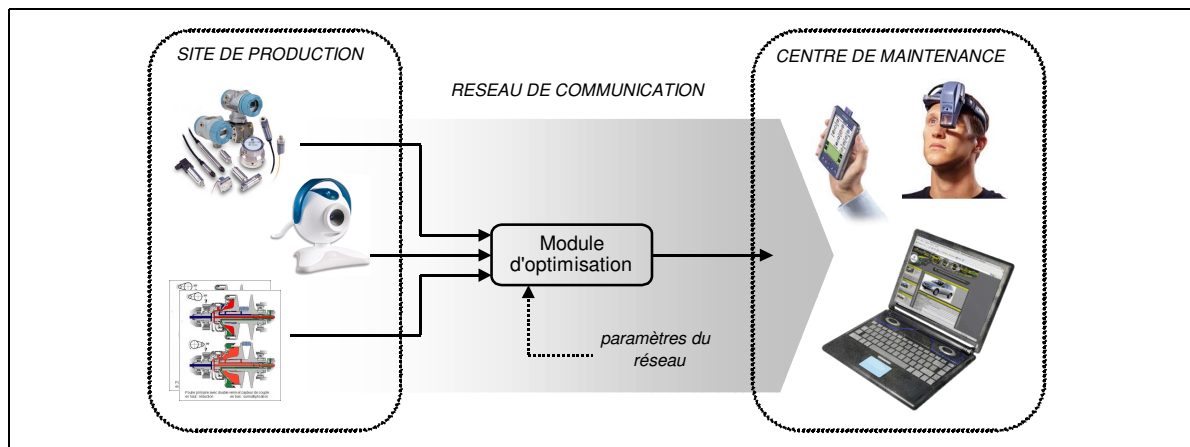 SITE DE PRODUCTION
CENTRE DE MAINTENANCE
RESEAU DE COMMUNICATION
Module
d'optimisation
paramètres du
réseau